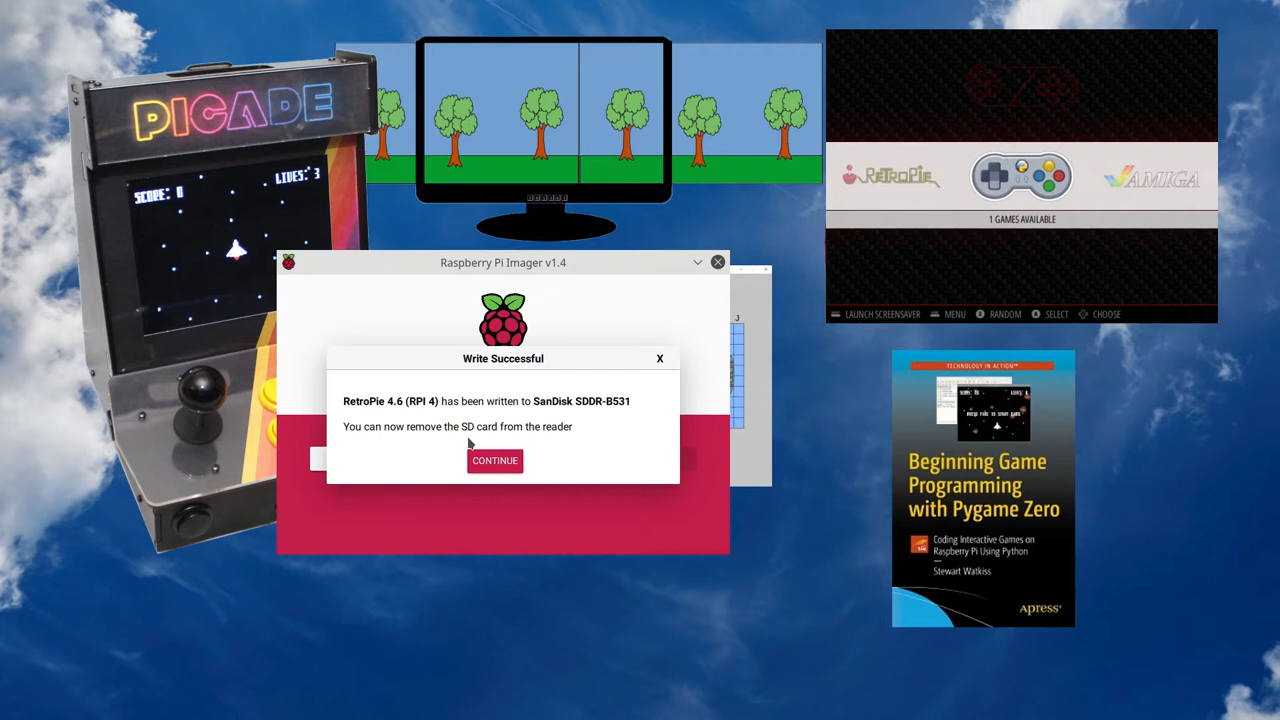 PICADE
SCORE: 0
LIVES: 3
RETROPIE
AMIGA
1 GAMES AVAILABLE
LAUNCH SCREENSAVER
MENU
RANDOM
SELECT
CHOOSE
Raspberry Pi Imager v1.4
Write Successful
X
RetroPie 4.6 (RPI 4) has been written to SanDisk SDDR-B531
You can now remove the SD card from the reader
CONTINUE
J
TECHNOLOGY IN ACTION™
Beginning Game
Programming
with Pygame Zero
Coding Interactive Games on
Raspberry Pi Using Python
Stewart Watkiss
Apress®